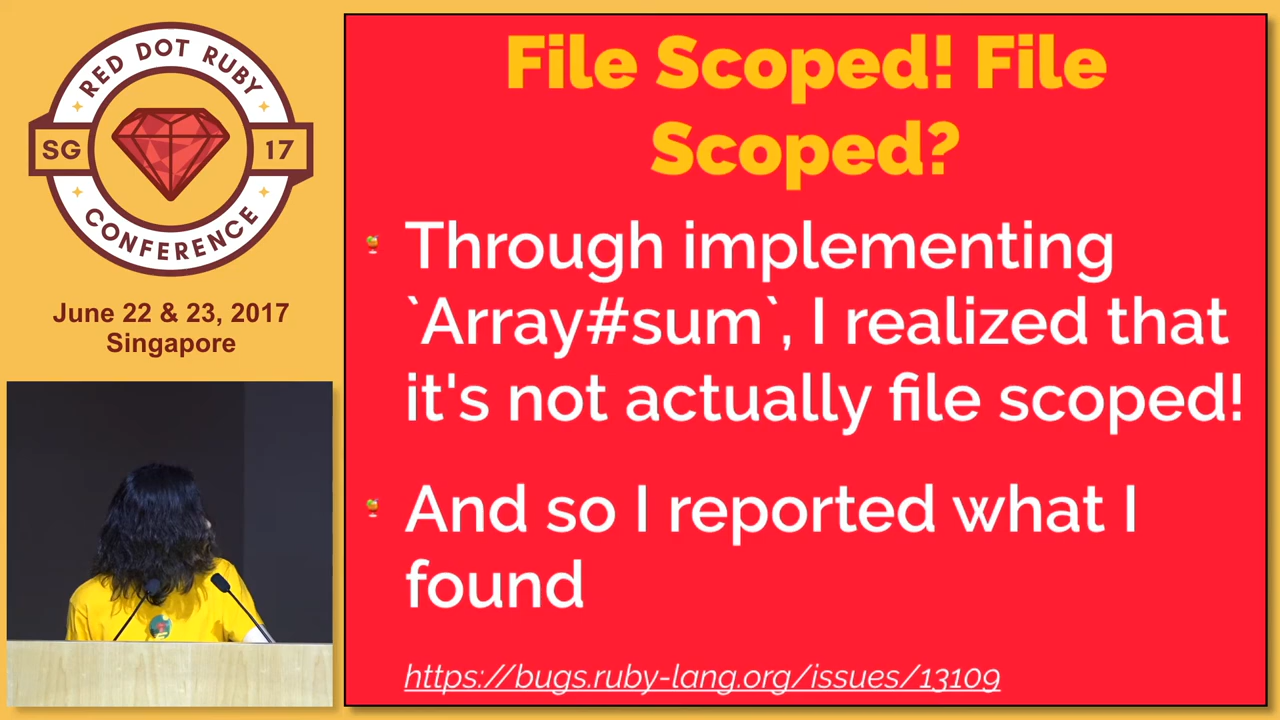 RED DOT RUBY
SG 17
CONFERENCE
June 22 & 23, 2017
Singapore
File Scoped! File
Scoped?
Through implementing
`Array#sum`, I realized that
it's not actually file scoped!
And so I reported what I
found
https://bugs.ruby-lang.org/issues/13109